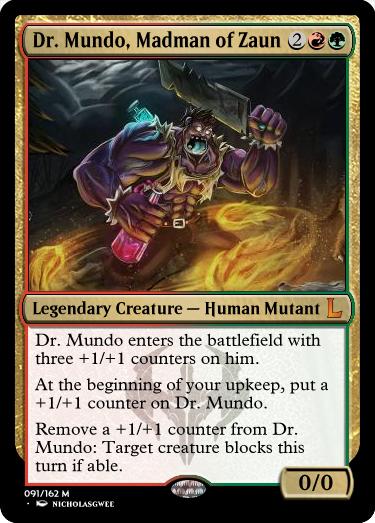 Dr. Mundo, Madman of Zaun 2
Legendary Creature — Human Mutant L
Dr. Mundo enters the battlefield with
three +1/+1 counters on him.
At the beginning of your upkeep, put a
+1/+1 counter on Dr. Mundo.
Remove a +1/+1 counter from Dr.
Mundo: Target creature blocks this
turn if able.
0/0
091/162 M
· NICHOLASGWEE